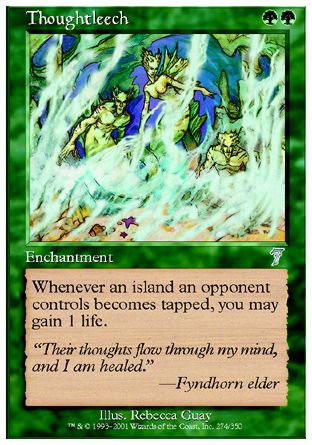 Thoughtleech
Enchantment
Whenever an island an opponent
controls becomes tapped, you may
gain 1 life.
“Their thoughts flow through my mind,
and I am healed.”
—Fyndhorn elder
Illus. Rebecca Guay
™ & © 1993–2001 Wizards of the Coast, Inc. 274/350